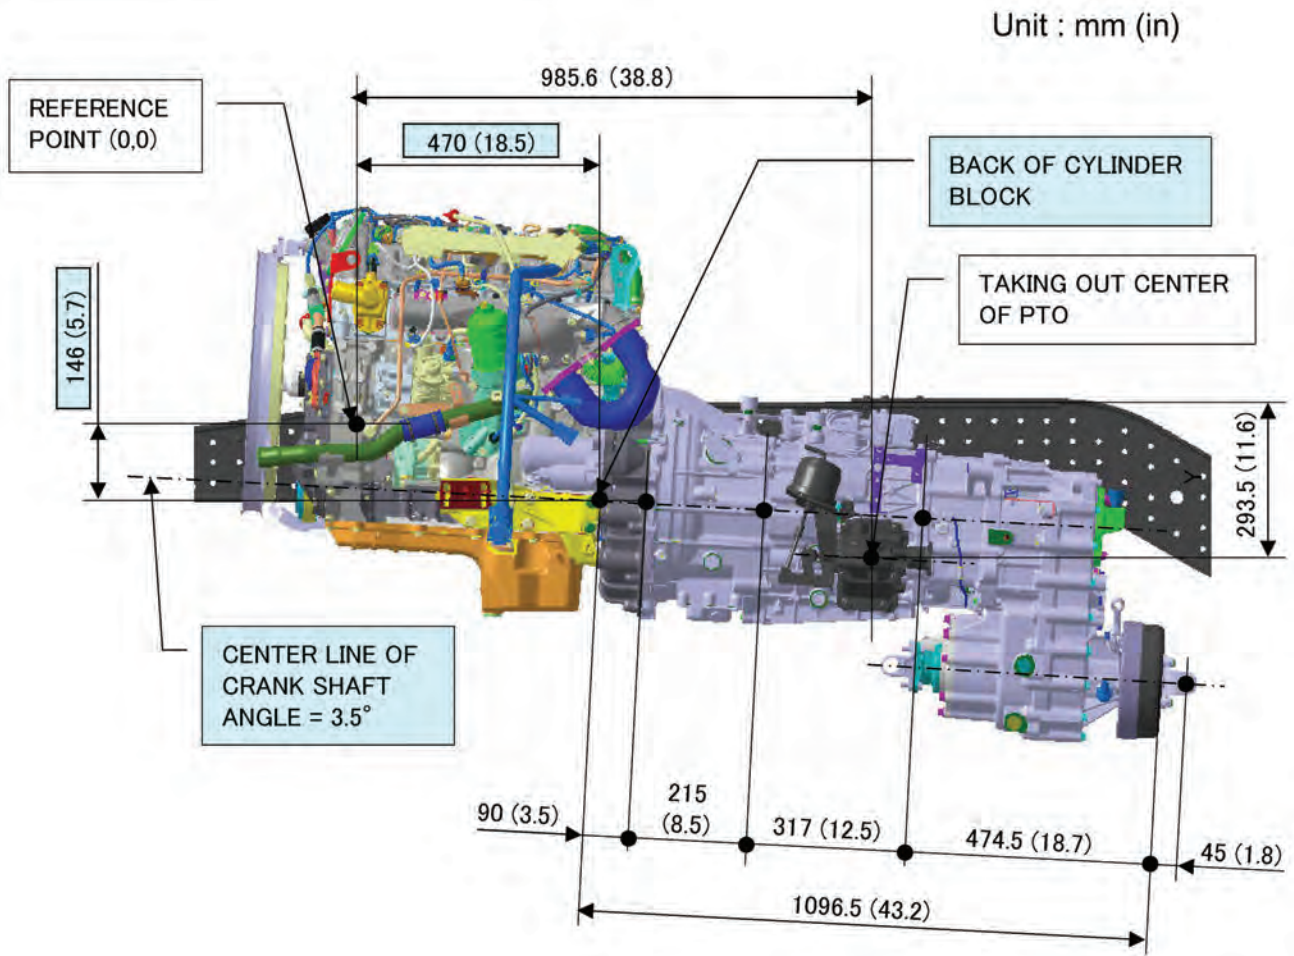 Unit : mm (in)
985.6 (38.8)
REFERENCE
POINT (0,0)
470 (18.5)
BACK OF CYLINDER
BLOCK
TAKING OUT CENTER
OF PTO
146 (5.7)
293.5 (11.6)
CENTER LINE OF
CRANK SHAFT
ANGLE = 3.5°
90 (3.5)
215
(8.5)
317 (12.5)
474.5 (18.7)
45 (1.8)
1096.5 (43.2)